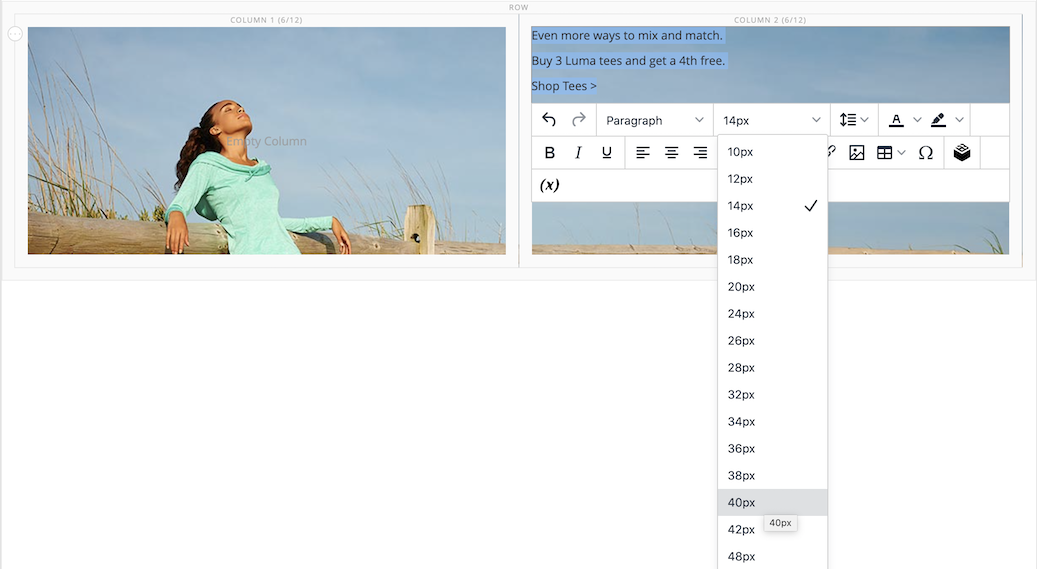 ROW
COLUMN 1 (6/12)
COLUMN 2 (6/12)
Empty Column
Even more ways to mix and match.
Buy 3 Luma tees and get a 4th free.
Shop Tees >
Paragraph
14px
A
B I U
Ω
(x)
10px
12px
14px
16px
18px
20px
24px
26px
28px
32px
34px
36px
38px
40px
40px
42px
48px